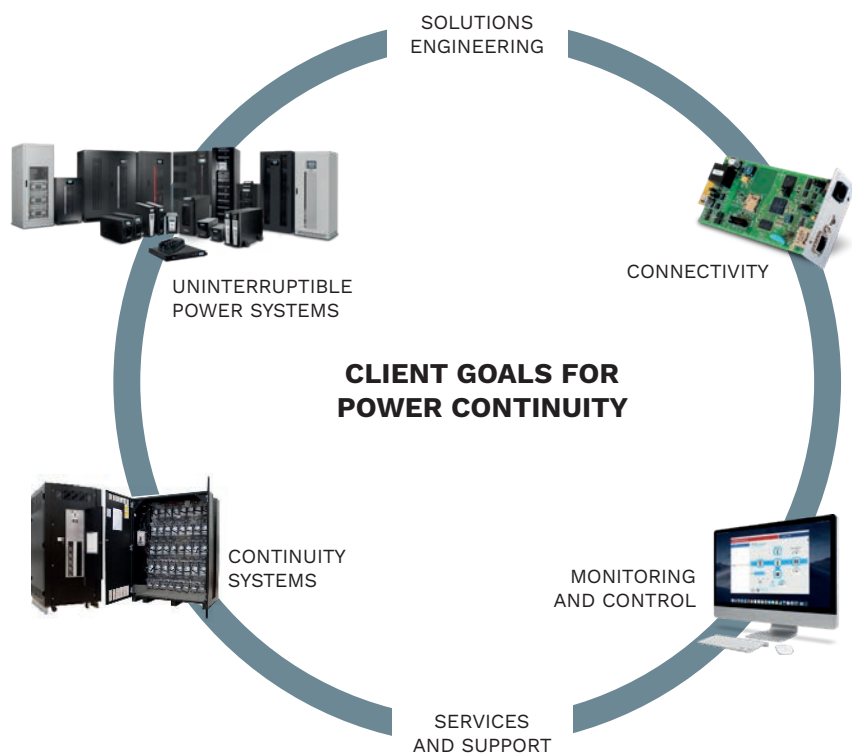 SOLUTIONS
ENGINEERING
UNINTERRUPTIBLE
POWER SYSTEMS
CONNECTIVITY
CLIENT GOALS FOR
POWER CONTINUITY
CONTINUITY
SYSTEMS
MONITORING
AND CONTROL
SERVICES
AND SUPPORT